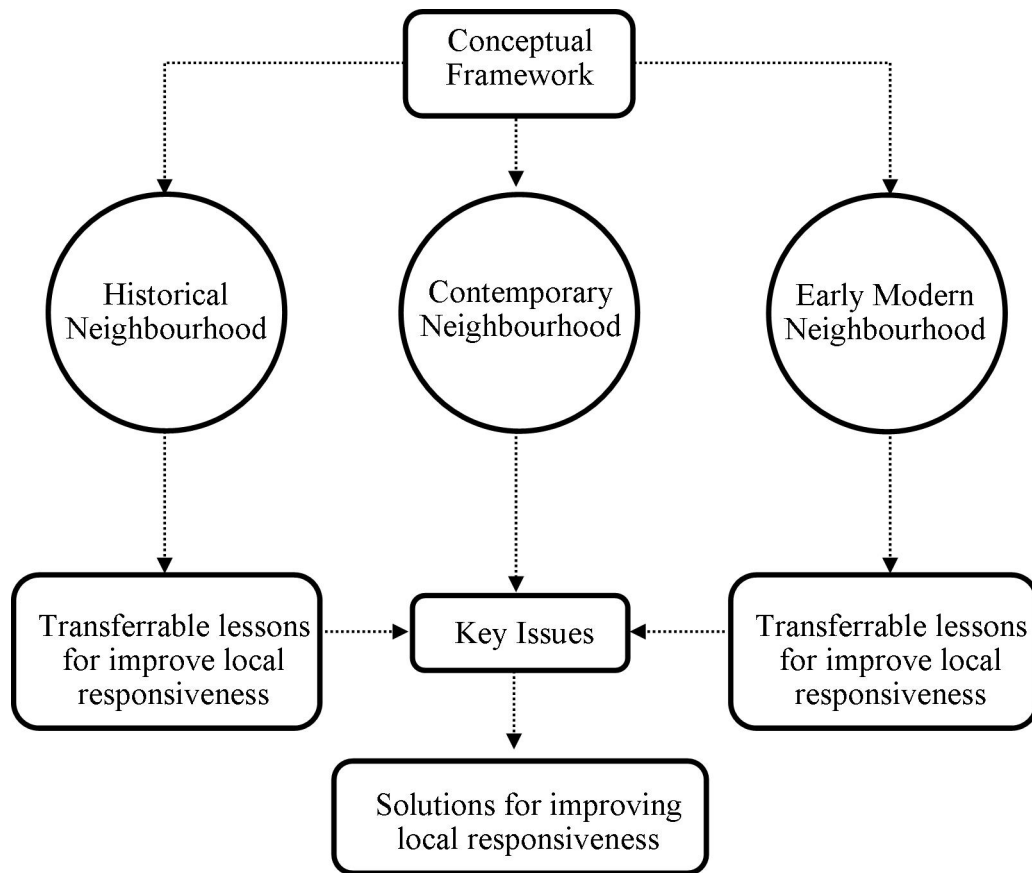 Conceptual
Framework
Historical
Neighbourhood
Contemporary
Neighbourhood
Early Modern
Neighbourhood
Transferrable lessons
for improve local
responsiveness
Key Issues
Transferrable lessons
for improve local
responsiveness
Solutions for improving
local responsiveness